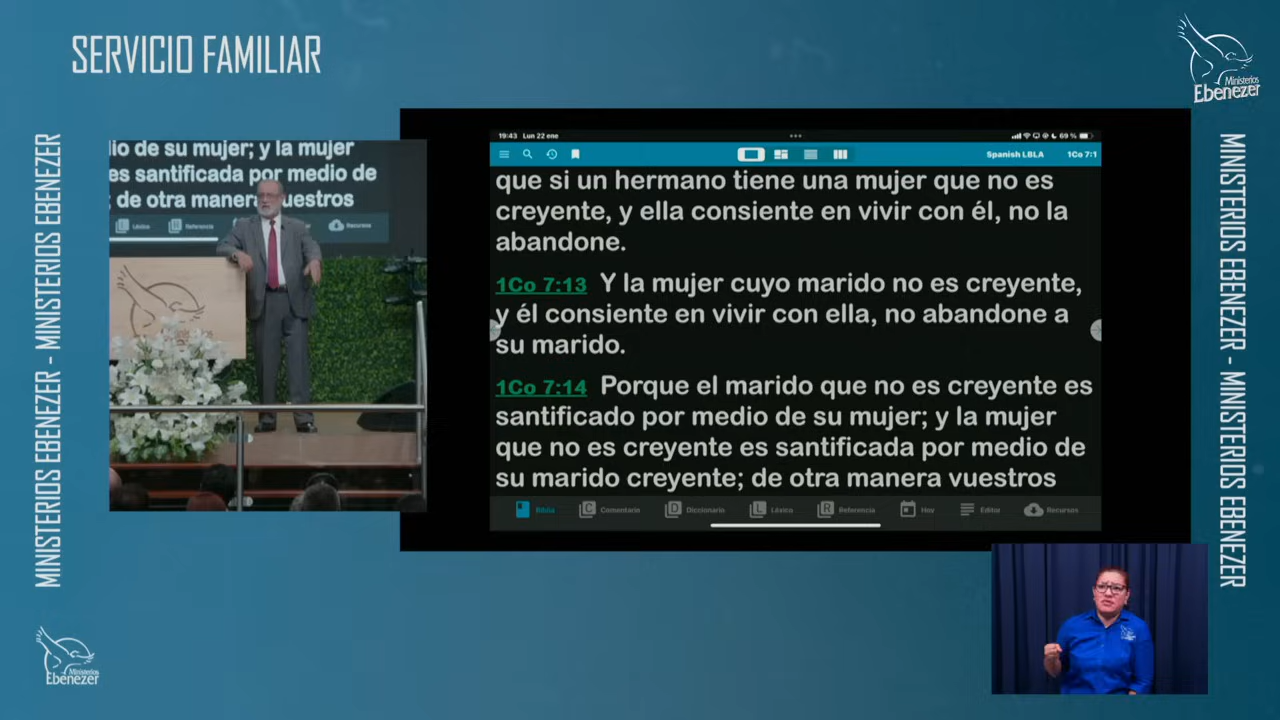 SERVICIO FAMILIAR
Ministerios
Ebenezer
MINISTERIOS EBENEZER - MINISTERIOS EBENEZER
dio de su mujer; y la mujer
es santificada por medio de
; de otra manera vuestros
Léxico
Referencia
Recursos
19:43 Lun 22 ene
69 %
Spanish LBLA
1Co 7:1
que si un hermano tiene una mujer que no es
creyente, y ella consiente en vivir con él, no la
abandone.
1Co 7:13 Y la mujer cuyo marido no es creyente,
y él consiente en vivir con ella, no abandone a
su marido.
1Co 7:14 Porque el marido que no es creyente es
santificado por medio de su mujer; y la mujer
que no es creyente es santificada por medio de
su marido creyente; de otra manera vuestros
Biblia
Comentario
Diccionario
Léxico
Referencia
Hoy
Editor
Recursos
MINISTERIOS EBENEZER - MINISTERIOS EBENEZER
Ministerios
Ebenezer